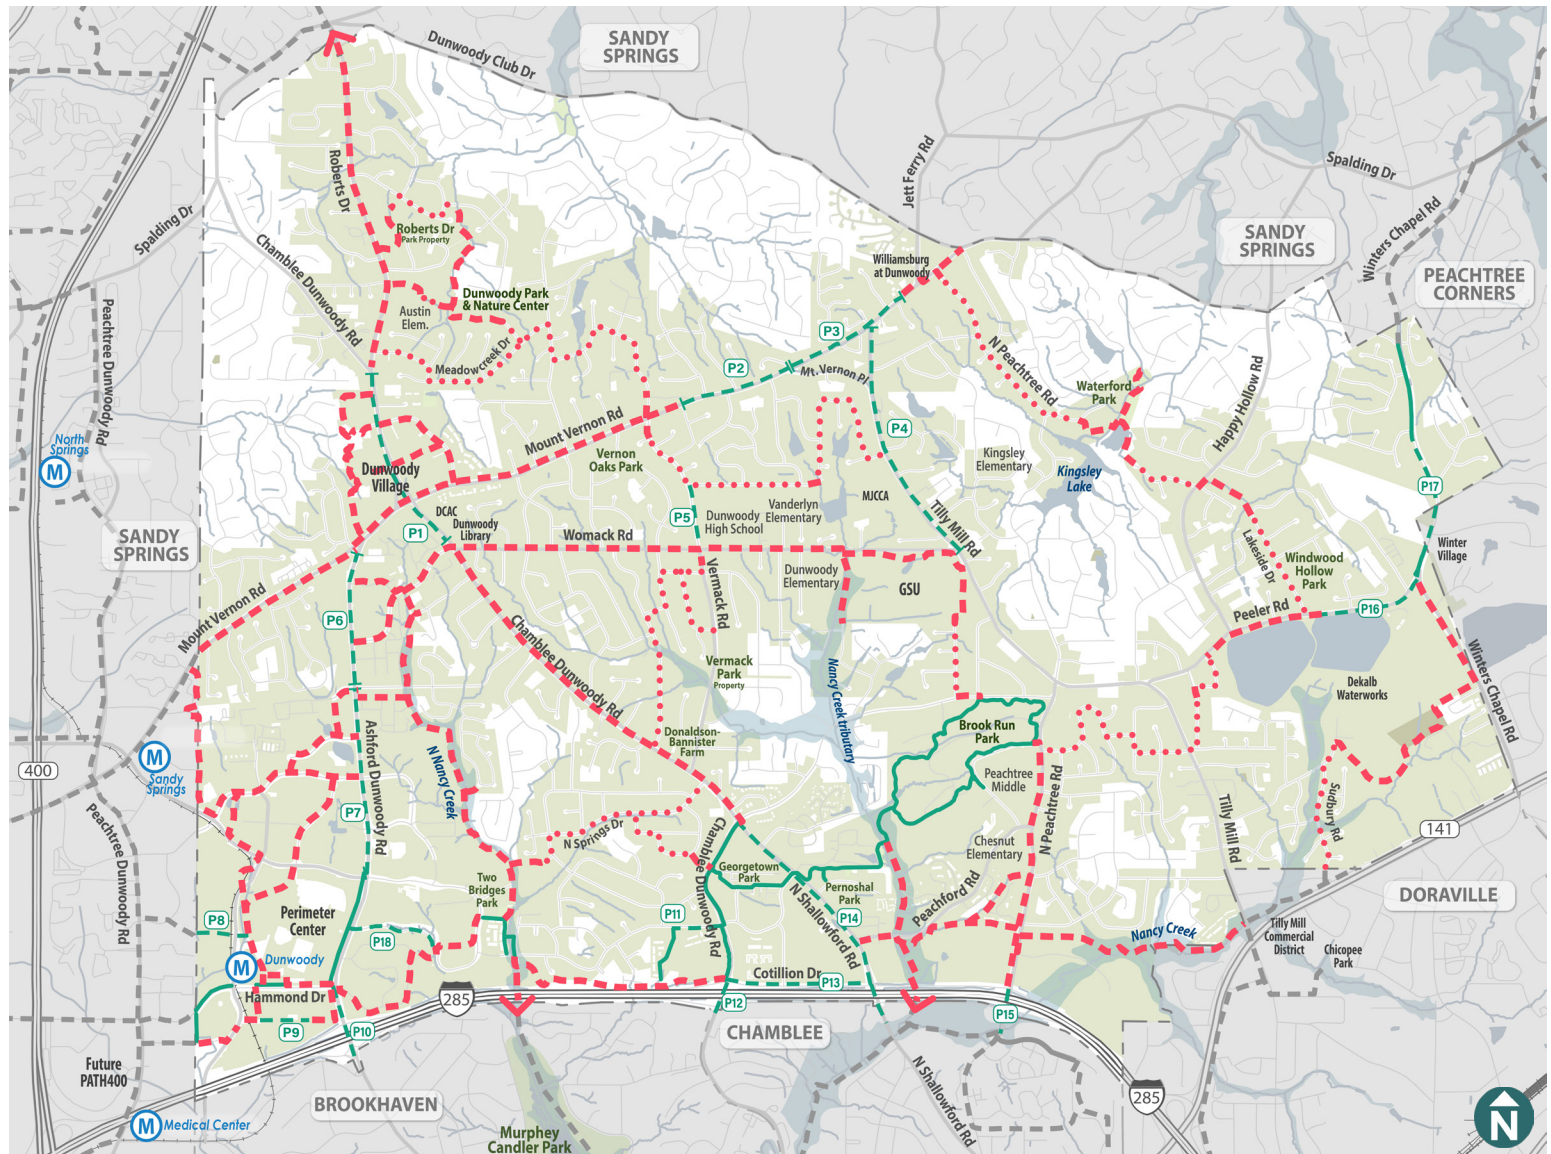 SANDY
SPRINGS
Dunwoody Club Dr
Jett Ferry Rd
Spalding Dr
Roberts Dr
Spalding Dr
Winters Chapel Rd
Roberts Dr
Park Property
SANDY
SPRINGS
Chamblee Dunwoody Rd
Williamsburg
at Dunwoody
PEACHTREE
CORNERS
Dunwoody Park
& Nature Center
Austin
Elem.
Peachtree Dunwoody Rd
P3
N Peachtree Rd
Meadowcreek Dr
P2
Mt. Vernon Pl
Waterford
Park
Happy Hollow Rd
Mount Vernon Rd
P4
North
Springs
M
Vernon
Oaks Park
Kingsley
Elementary
Kingsley
Lake
Dunwoody
Village
P17
MJCCA
DCAC
Dunwoody
Library
P5
Dunwoody
High School
Vanderlyn
Elementary
Tilly Mill Rd
P1
Womack Rd
SANDY
SPRINGS
Lakeside Dr
Winter
Village
Windwood
Hollow
Park
Vermack Rd
Dunwoody
Elementary
GSU
Mount Vernon Rd
P6
Peeler Rd
P16
Chamblee Dunwoody Rd
Vermack
Park
Property
Nancy Creek tributary
Winters Chapel Rd
Dekalb
Waterworks
Ashford Dunwoody Rd
Donaldson-
Bannister
Farm
Brook Run
Park
M
Sandy
Springs
400
N Nancy Creek
Peachtree
Middle
N Peachtree Rd
Sudbury Rd
Tilly Mill Rd
P7
Peachtree Dunwoody Rd
N Springs Dr
Chamblee Dunwoody Rd
Chesnut
Elementary
141
Georgetown
Park
Two
Bridges
Park
Pernoshal
Park
Peachford Rd
DORAVILLE
P8
Perimeter
Center
P11
N Shallowford Rd
P14
P18
Nancy Creek
Tilly Mill
Commercial
District
Chicopee
Park
M
Dunwoody
Cotillion Dr
P13
Hammond Dr
285
P12
P15
P9
P10
CHAMBLEE
Future
PATH400
N Shallowford Rd
285
BROOKHAVEN
M
Medical Center
Murphey
Candler Park
N